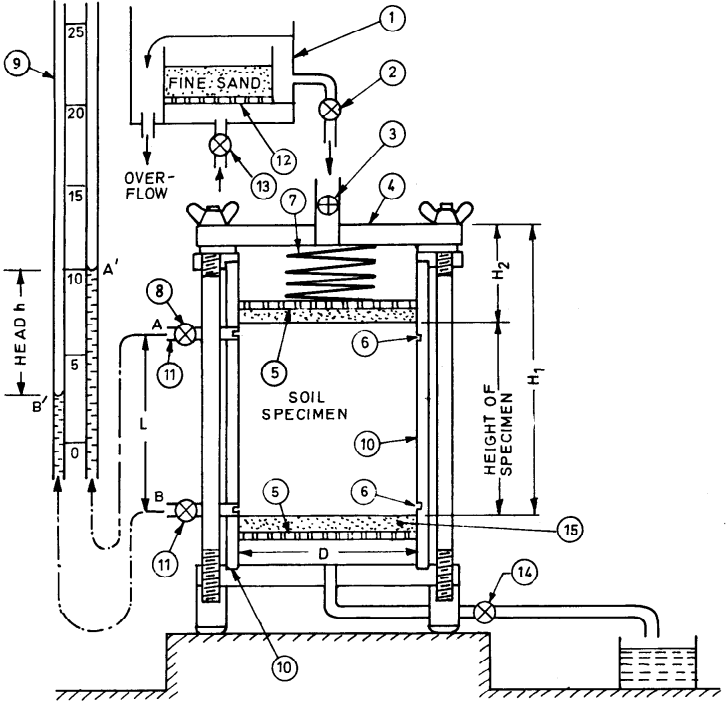 25
20
15
10
5
0
9
1
2
3
4
7
12
13
FINE SAND
OVER-
FLOW
A'
B'
HEAD h
8
A
11
L
B
11
5
6
SOIL
SPECIMEN
10
5
6
15
D
10
14
H2
H1
HEIGHT OF
SPECIMEN